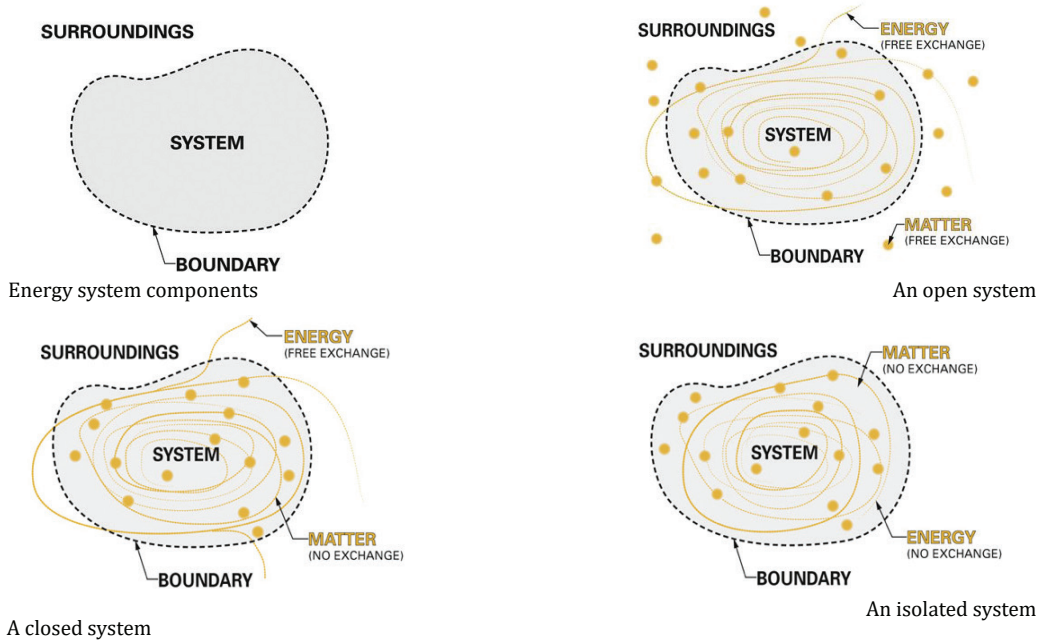 SURROUNDINGS
SYSTEM
BOUNDARY
Energy system components
SURROUNDINGS
ENERGY
(FREE EXCHANGE)
SYSTEM
MATTER
(FREE EXCHANGE)
BOUNDARY
An open system
ENERGY
(FREE EXCHANGE)
SURROUNDINGS
SYSTEM
MATTER
(NO EXCHANGE)
BOUNDARY
A closed system
SURROUNDINGS
MATTER
(NO EXCHANGE)
SYSTEM
ENERGY
(NO EXCHANGE)
BOUNDARY
An isolated system